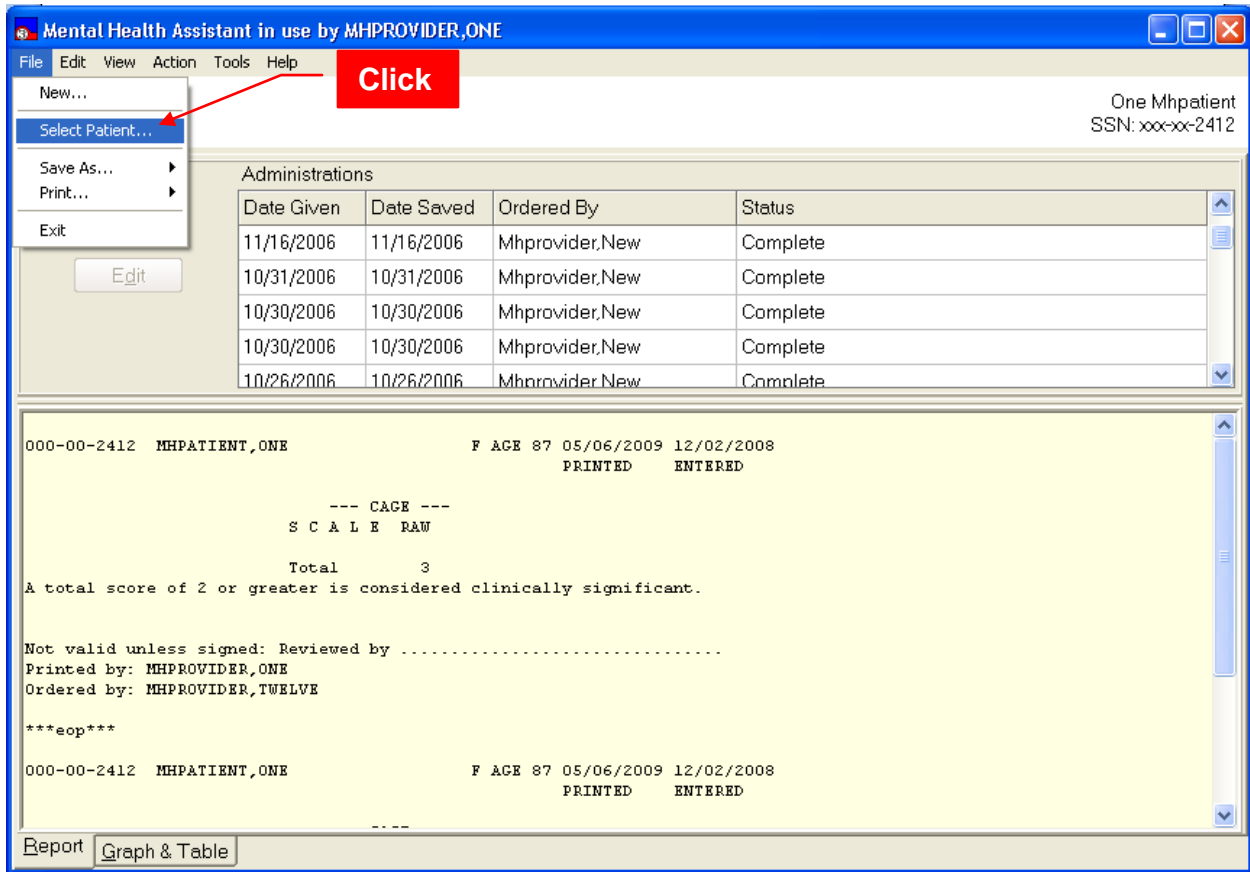 Mental Health Assistant in use by MHPROVIDER,ONE
File Edit View Action Tools Help
Click
New...
Select Patient...
Save As...
Print...
Exit
One Mhpatient
SSN: xxx-xx-2412
Edit
Administrations
Date Given Date Saved Ordered By Status
11/16/2006 11/16/2006 Mhprovider,New Complete
10/31/2006 10/31/2006 Mhprovider,New Complete
10/30/2006 10/30/2006 Mhprovider,New Complete
10/30/2006 10/30/2006 Mhprovider,New Complete
10/26/2006 10/26/2006 Mhprovider,New Complete
000-00-2412 MHPATIENT,ONE F AGE 87 05/06/2009 12/02/2008
PRINTED ENTERED
--- CAGE ---
S C A L E RAW
Total 3
A total score of 2 or greater is considered clinically significant.
Not valid unless signed: Reviewed by ................................
Printed by: MHPROVIDER,ONE
Ordered by: MHPROVIDER,TWELVE
***eop***
000-00-2412 MHPATIENT,ONE F AGE 87 05/06/2009 12/02/2008
PRINTED ENTERED
Report Graph & Table